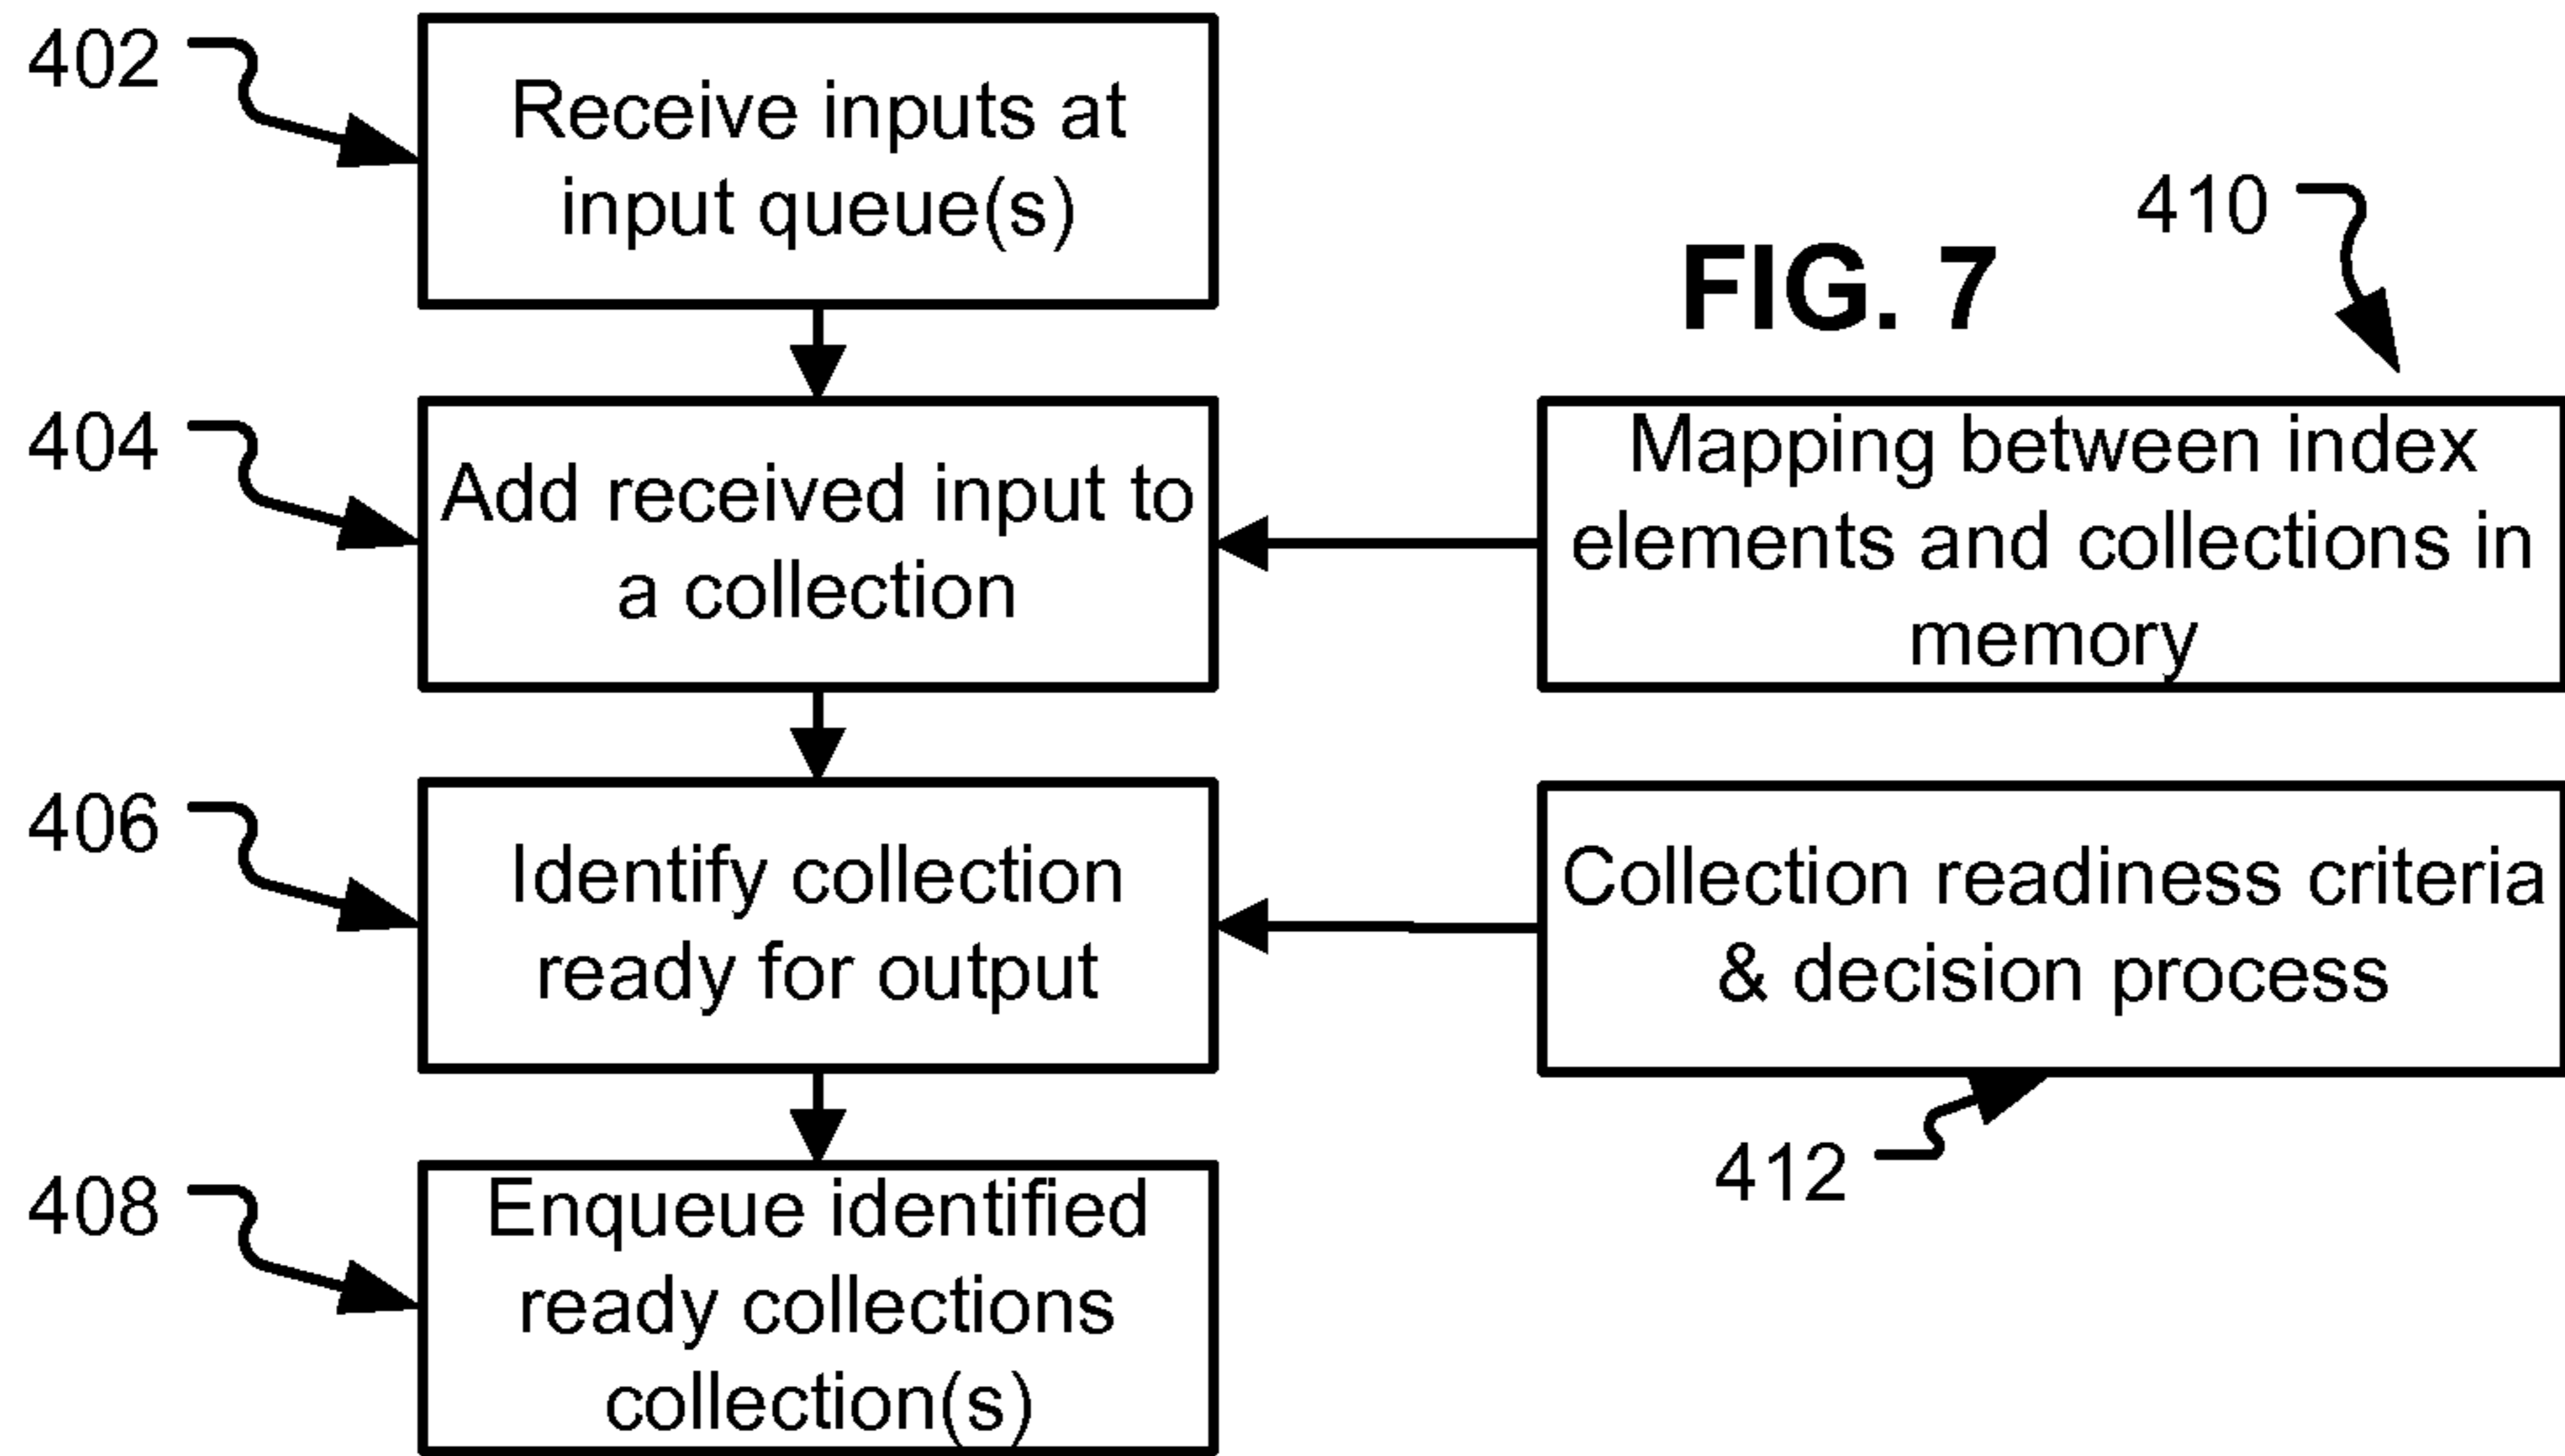 402
Receive inputs at
input queue(s)
410
FIG. 7
404
Add received input to
a collection
Mapping between index
elements and collections in
memory
406
Identify collection
ready for output
Collection readiness criteria
& decision process
412
408
Enqueue identified
ready collections
collection(s)